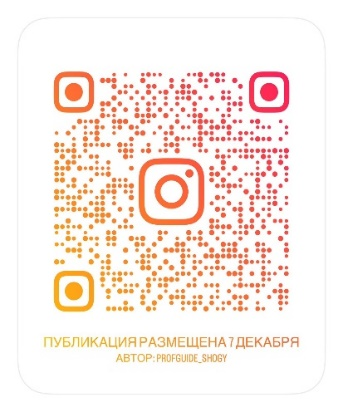 ПУБЛИКАЦИЯ РАЗМЕЩЕНА 7 ДЕКАБРЯ
АВТОР: PROFGUIDE_SHOGY